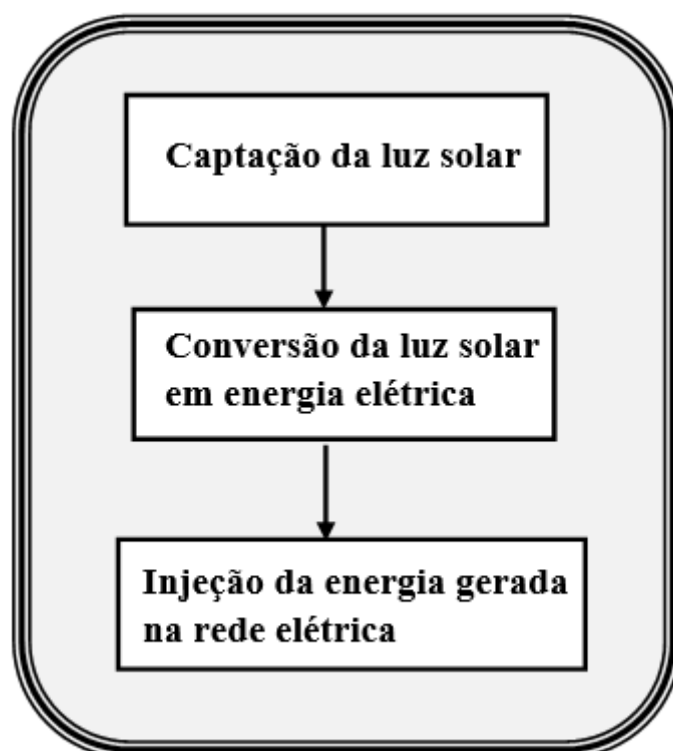 Captação da luz solar
Conversão da luz solar
em energia elétrica
Injeção da energia gerada
na rede elétrica